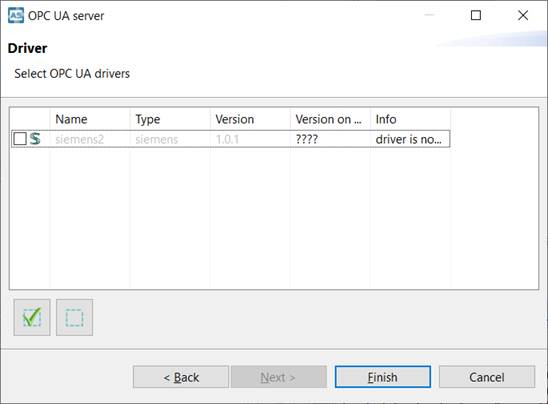 OPC UA server
Driver
Select OPC UA drivers
Name Type Version Version on ... Info
siemens2 siemens 1.0.1 ???? driver is no...
< Back Next > Finish Cancel